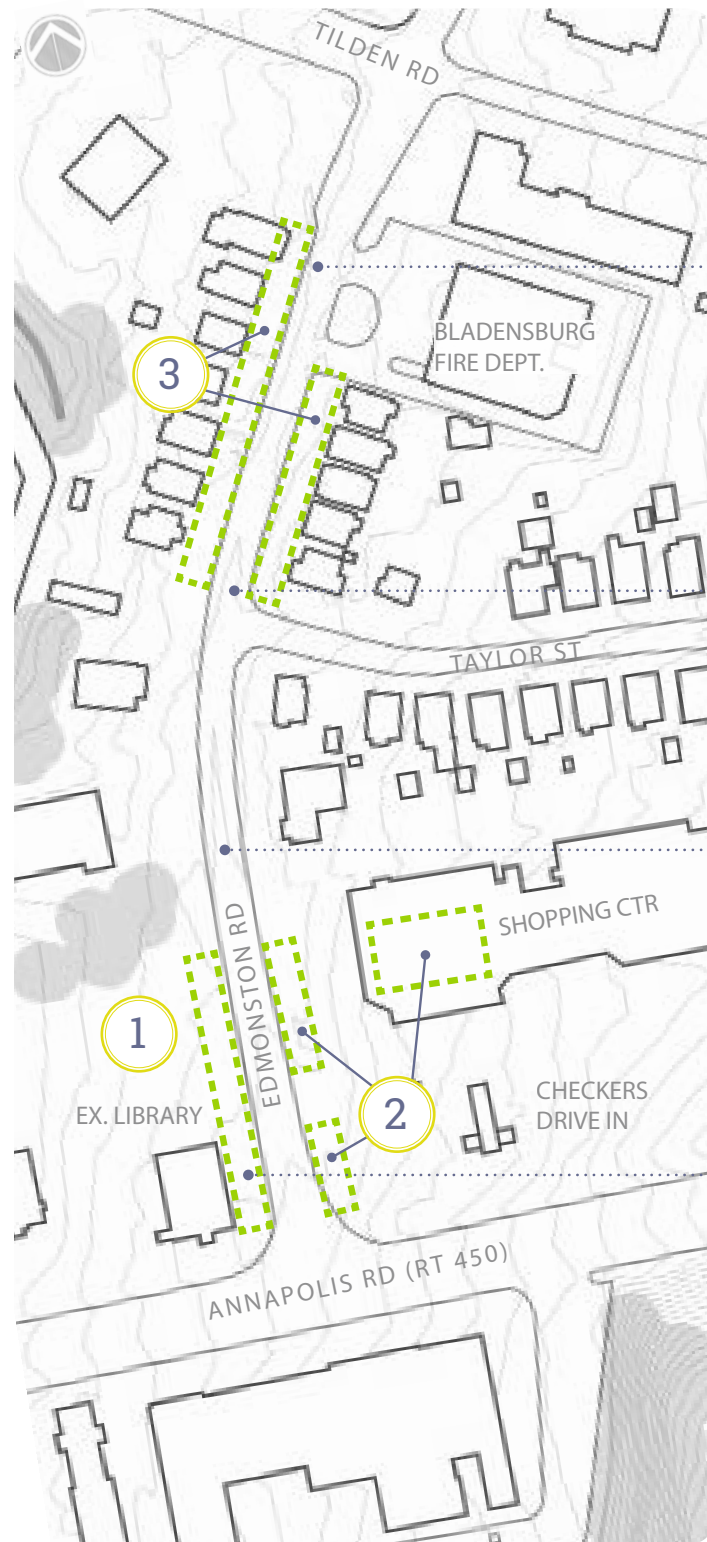 TILDEN RD
BLADENSBURG
FIRE DEPT.
3
TAYLOR ST
SHOPPING CTR
EDMONSTON RD
1
2
EX. LIBRARY
CHECKERS
DRIVE IN
ANNAPOLIS RD (RT 450)